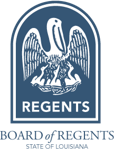 REGENTS
BOARD of REGENTS
STATE OF LOUISIANA